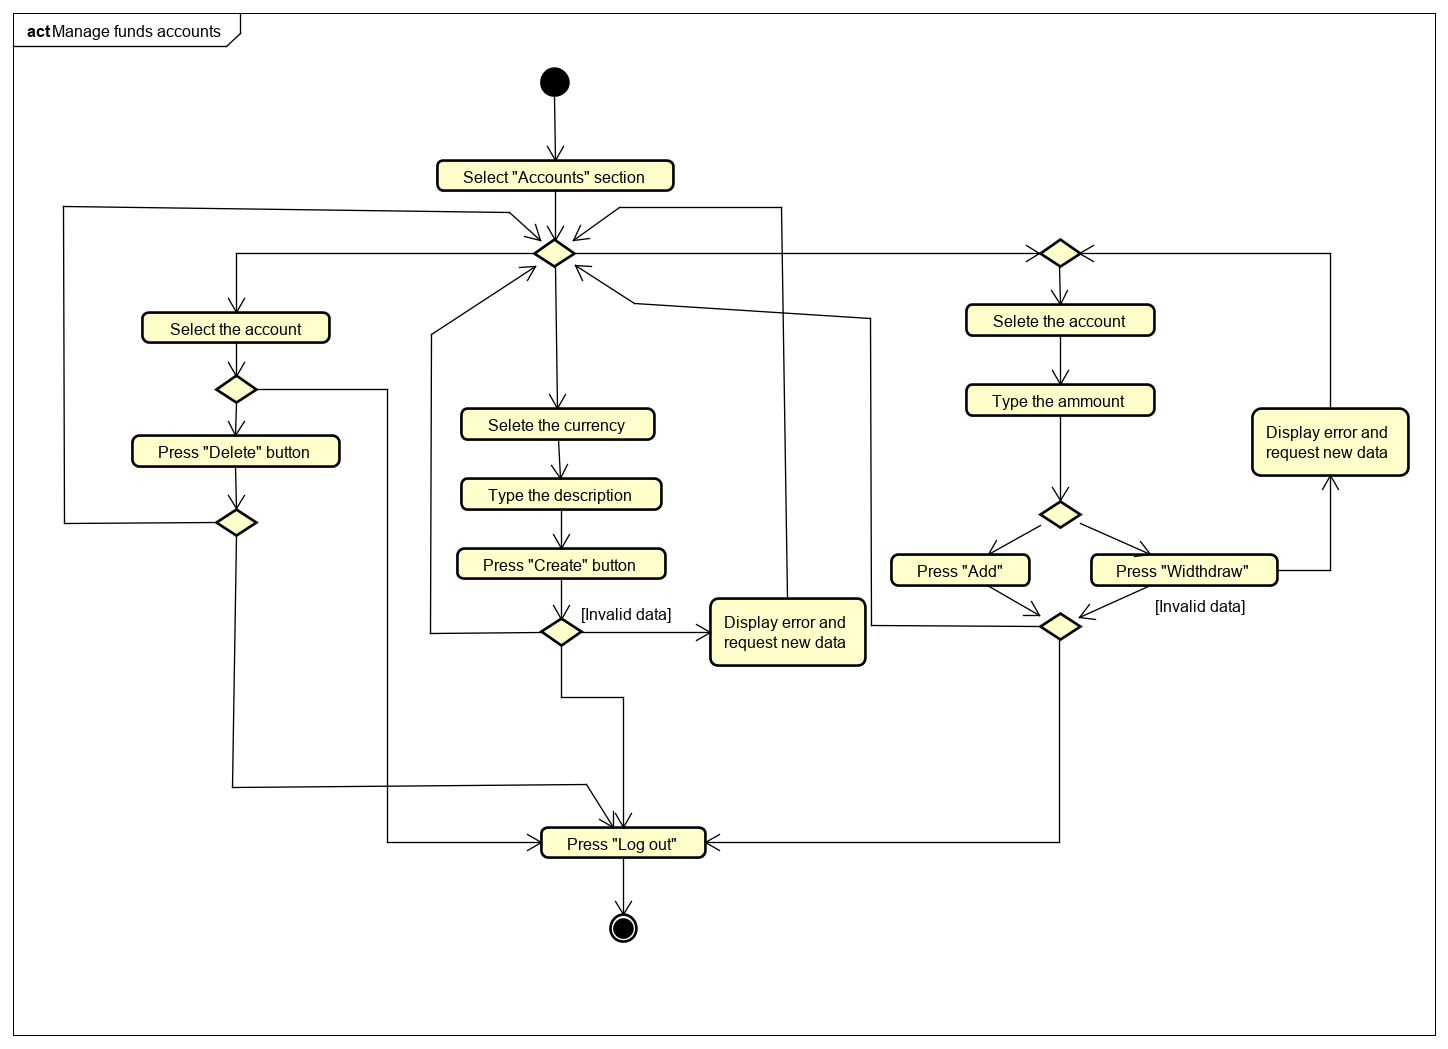 act Manage funds accounts
Select "Accounts" section
Select the account
Selete the account
Type the ammount
Selete the currency
Display error and
request new data
Press "Delete" button
Type the description
Press "Create" button
Press "Add"
Press "Widthdraw"
[Invalid data]
[Invalid data]
Display error and
request new data
Press "Log out"